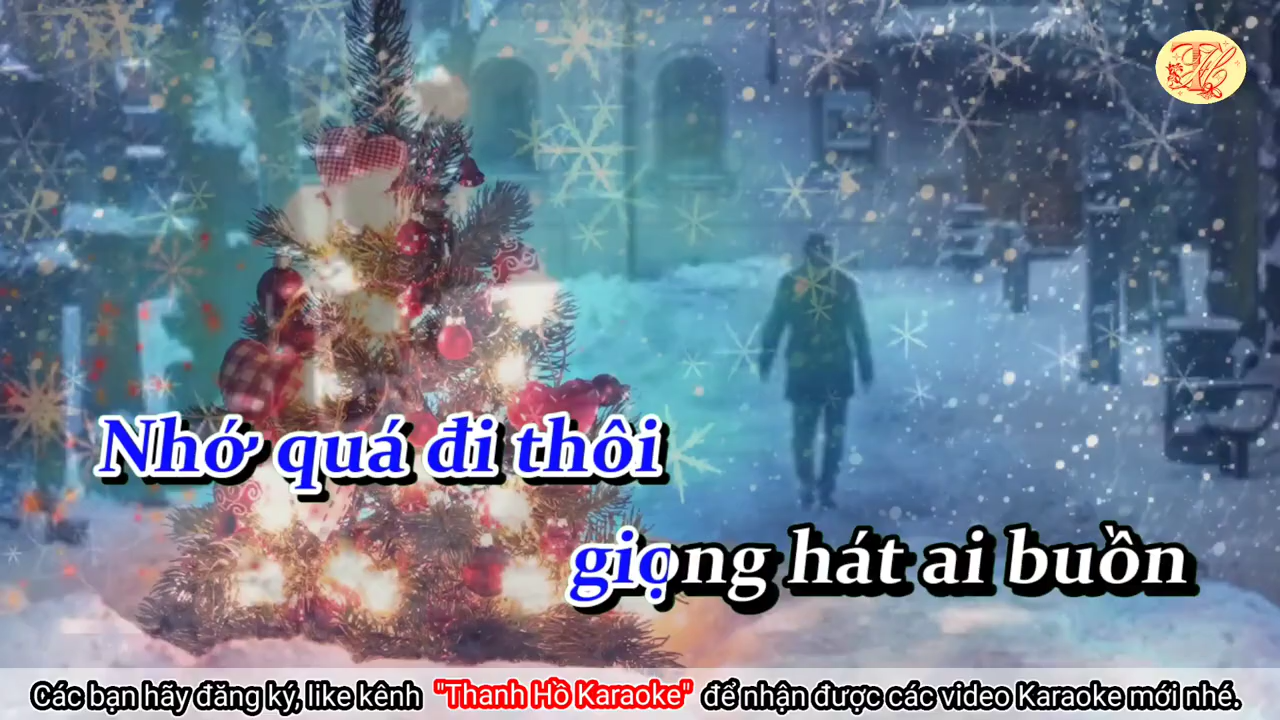 Nhớ quá đi thôi
giọng hát ai buồn
Các bạn hãy đăng ký, like kênh "Thanh Hồ Karaoke" để nhận được các video Karaoke mới nhé.